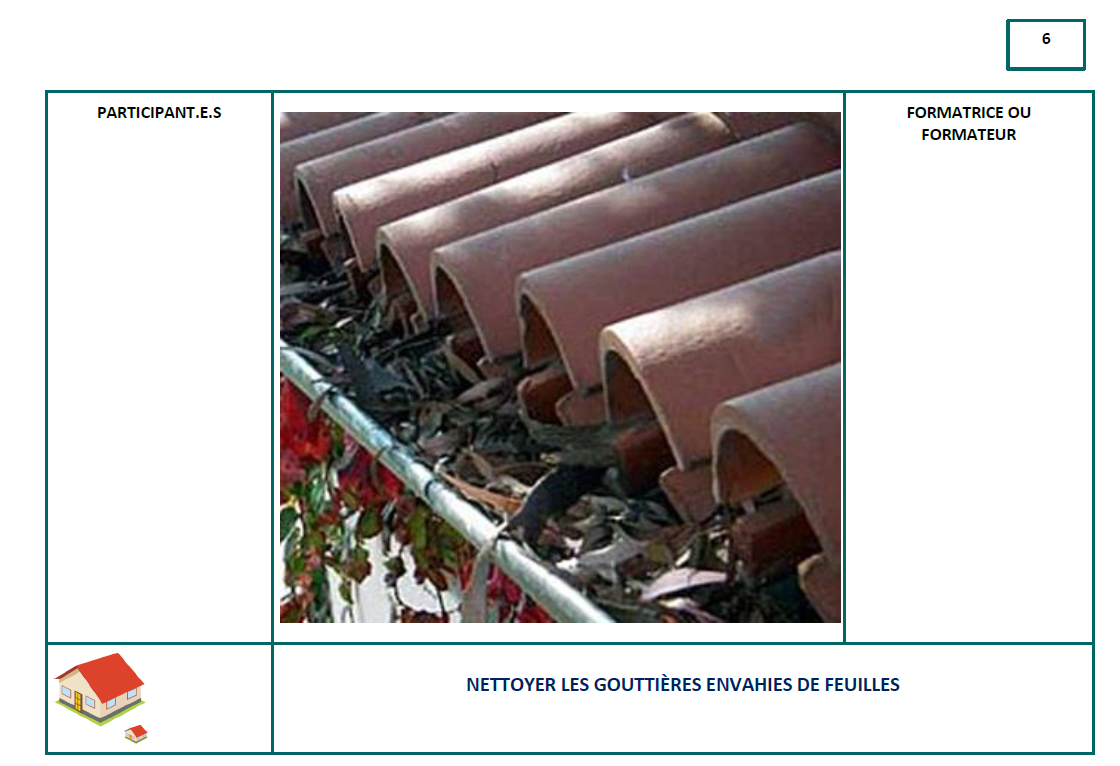 6
PARTICIPANT.E.S
FORMATRICE OU
FORMATEUR
NETTOYER LES GOUTTIÈRES ENVAHIES DE FEUILLES